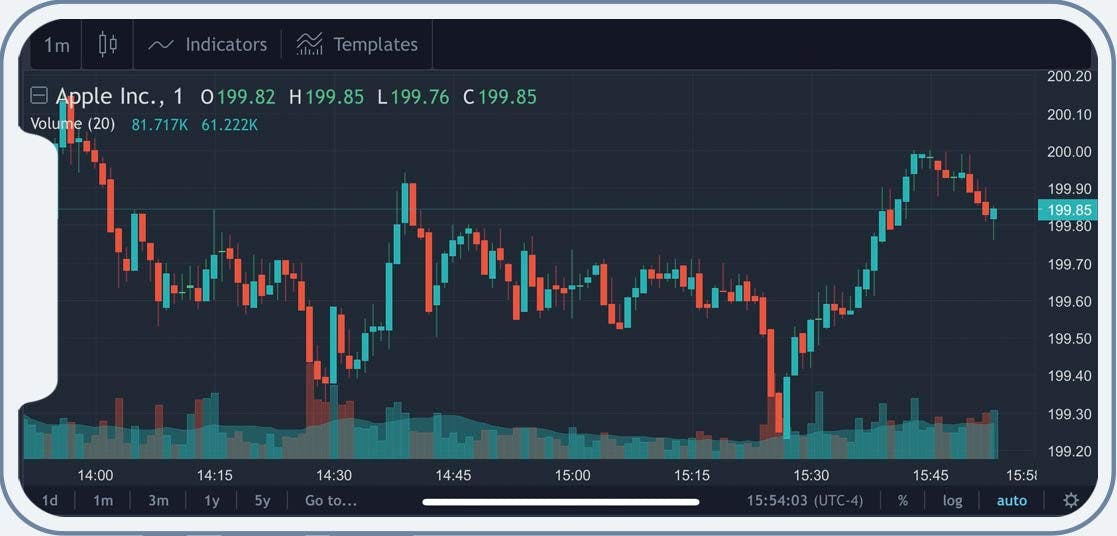 1m Indicators Templates
Apple Inc., 1 O199.82 H199.85 L199.76 C199.85
Volume (20) 81.717K 61.222K
200.20
200.10
200.00
199.90
199.85
199.80
199.70
199.60
199.50
199.40
199.30
199.20
14:00 14:15 14:30 14:45 15:00 15:15 15:30 15:45
1d 1m 3m 1y 5y Go to... 15:54:03 (UTC-4) % log auto